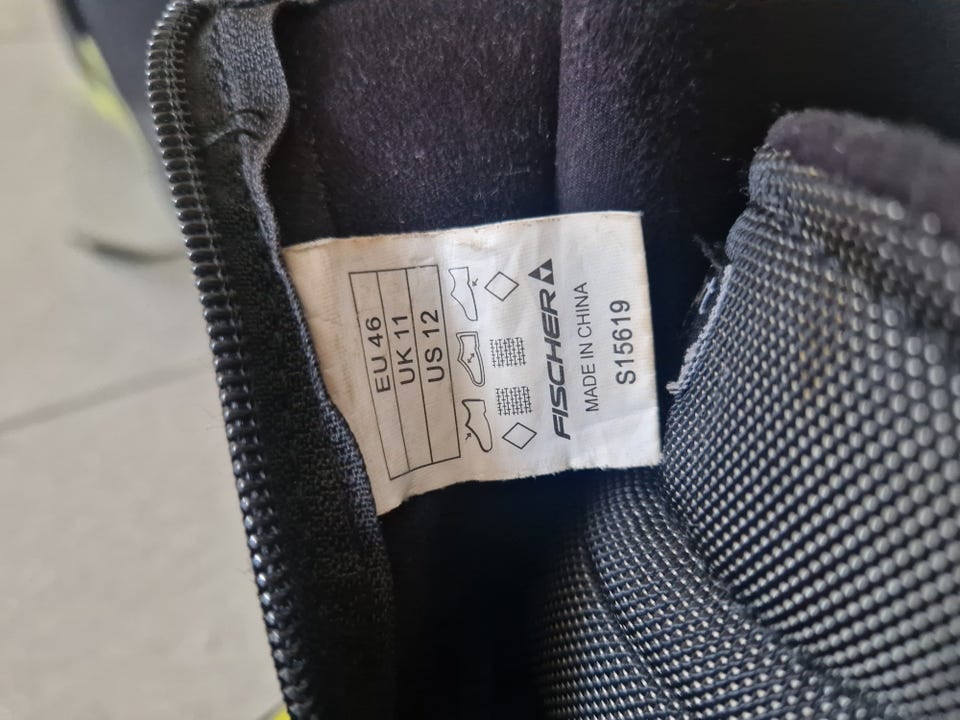 EU 46
UK 11
US 12
FISCHER
MADE IN CHINA
S15619